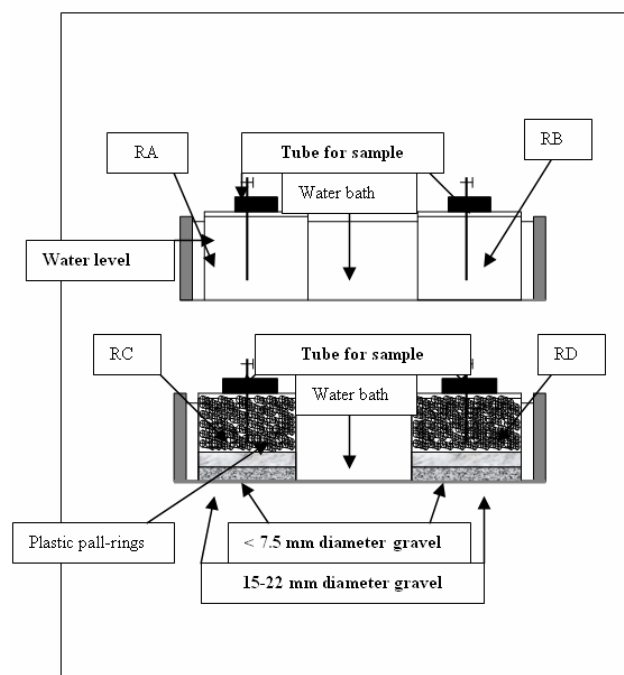 RA
Tube for sample
RB
Water bath
Water level
RC
Tube for sample
RD
Water bath
Plastic pall-rings
< 7.5 mm diameter gravel
15-22 mm diameter gravel